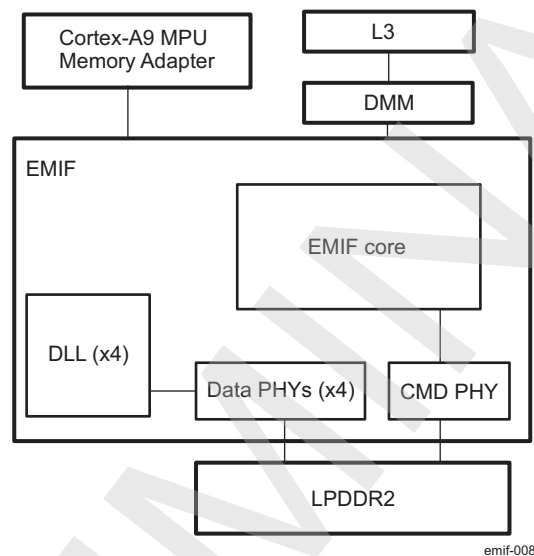 Cortex-A9 MPU
Memory Adapter
L3
DMM
EMIF
EMIF core
DLL (x4)
Data PHYs (x4)
CMD PHY
LPDDR2
emif-008